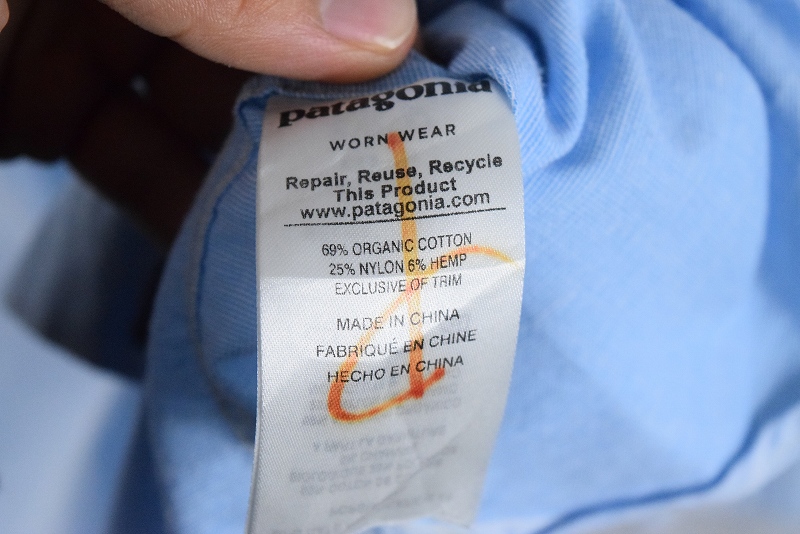 patagonia
WORN WEAR
Repair, Reuse, Recycle
This Product
www.patagonia.com
69% ORGANIC COTTON
25% NYLON 6% HEMP
EXCLUSIVE OF TRIM
MADE IN CHINA
FABRIQUÉ EN CHINE
HECHO EN CHINA